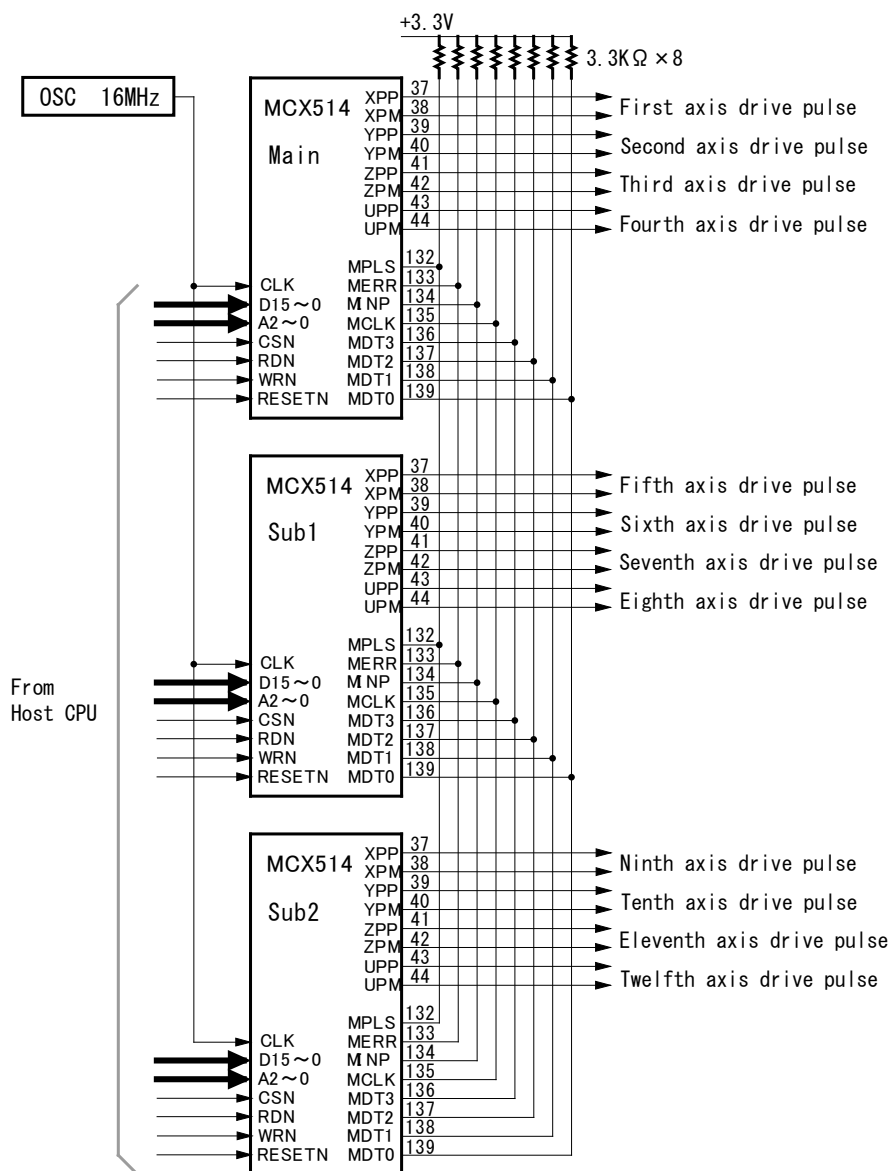 +3.3V
3.3KΩ×8
OSC 16MHz
MCX514
Main
XPP 37
XPM 38
First axis drive pulse
YPP 39
YPM 40
Second axis drive pulse
ZPP 41
ZPM 42
Third axis drive pulse
UPP 43
UPM 44
Fourth axis drive pulse
MPLS 132
CLK MERR 133
D15~0 MINP 134
A2~0 MCLK 135
CSN MDT3 136
RDN MDT2 137
WRN MDT1 138
RESETN MDT0 139
MCX514
Sub1
XPP 37
XPM 38
Fifth axis drive pulse
YPP 39
YPM 40
Sixth axis drive pulse
ZPP 41
ZPM 42
Seventh axis drive pulse
UPP 43
UPM 44
Eighth axis drive pulse
MPLS 132
CLK MERR 133
D15~0 MINP 134
A2~0 MCLK 135
CSN MDT3 136
RDN MDT2 137
WRN MDT1 138
RESETN MDT0 139
From
Host CPU
MCX514
Sub2
XPP 37
XPM 38
Ninth axis drive pulse
YPP 39
YPM 40
Tenth axis drive pulse
ZPP 41
ZPM 42
Eleventh axis drive pulse
UPP 43
UPM 44
Twelfth axis drive pulse
MPLS 132
CLK MERR 133
D15~0 MINP 134
A2~0 MCLK 135
CSN MDT3 136
RDN MDT2 137
WRN MDT1 138
RESETN MDT0 139